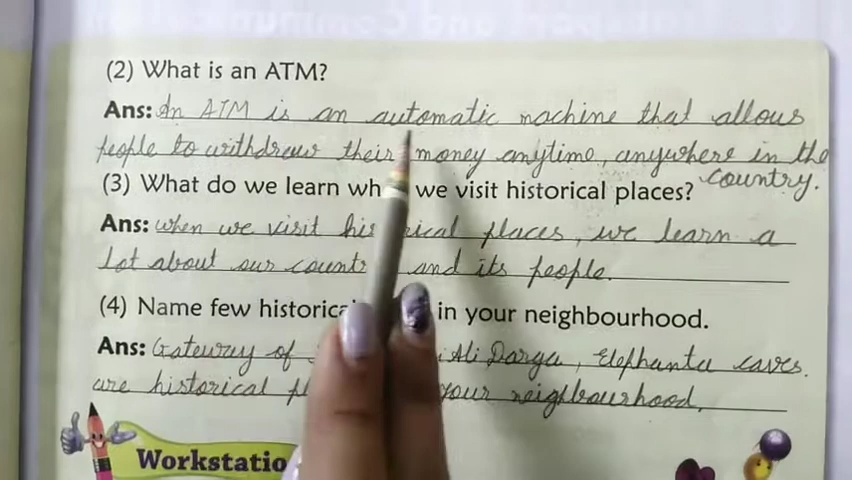 (2) What is an ATM?
Ans: An ATM is an automatic machine that allous
people to withdraw their money anytime, anywhere in the
country.
(3) What do we learn wh we visit historical places?
Ans: when we visit his ical places, we learn a
lot about our countr and its people.
(4) Name few historica in your neighbourhood.
Ans: Gateway of Ali Darga, Elephanta caves.
are historical pl your neighbourhood.
Workstatio